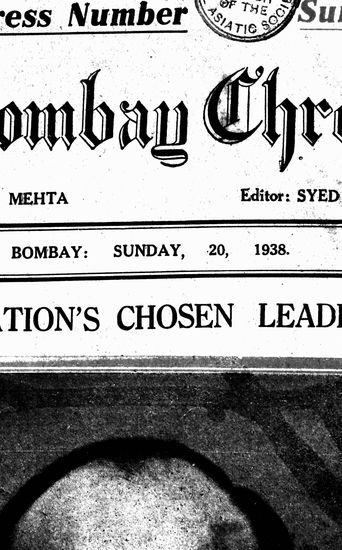 ress Number
OF THE
ASIATIC SOCI
Su
ombay Chr
MEHTA
Editor: SYED
BOMBAY: SUNDAY, 20, 1938.
ATION'S CHOSEN LEAD